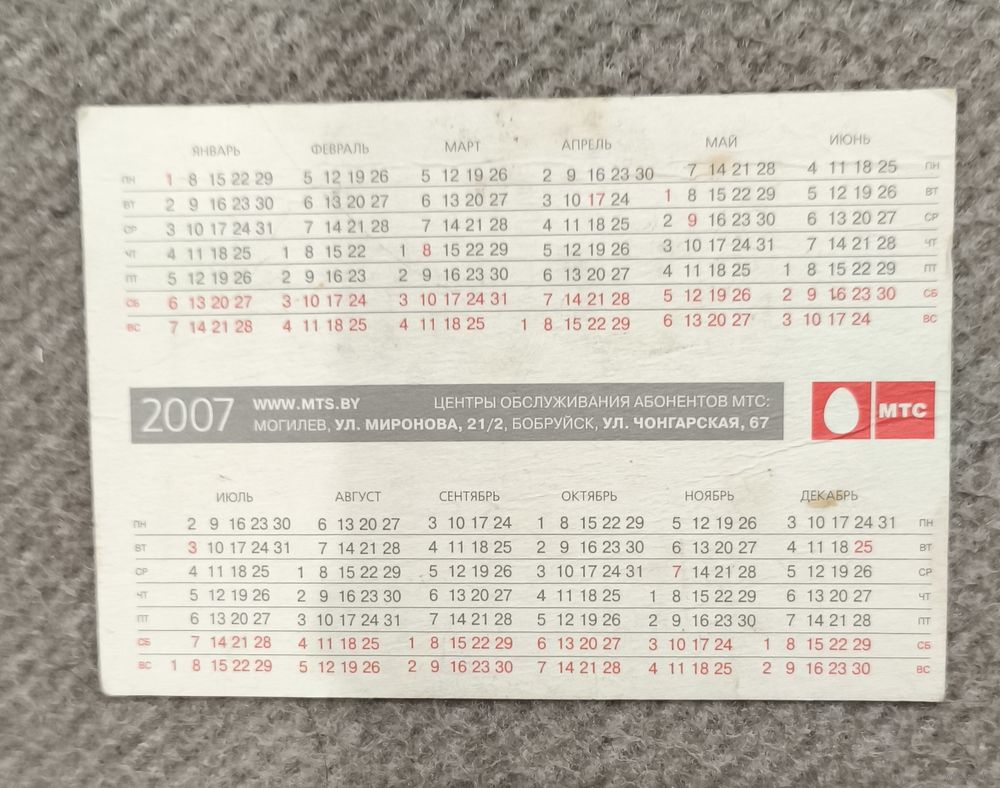 ЯНВАРЬ ФЕВРАЛЬ МАРТ АПРЕЛЬ МАЙ ИЮНЬ
ПН 1 8 15 22 29 5 12 19 26 5 12 19 26 2 9 16 23 30 7 14 21 28 4 11 18 25 ПН
ВТ 2 9 16 23 30 6 13 20 27 6 13 20 27 3 10 17 24 1 8 15 22 29 5 12 19 26 ВТ
СР 3 10 17 24 31 7 14 21 28 7 14 21 28 4 11 18 25 2 9 16 23 30 6 13 20 27 СР
ЧТ 4 11 18 25 1 8 15 22 1 8 15 22 29 5 12 19 26 3 10 17 24 31 7 14 21 28 ЧТ
ПТ 5 12 19 26 2 9 16 23 2 9 16 23 30 6 13 20 27 4 11 18 25 1 8 15 22 29 ПТ
СБ 6 13 20 27 3 10 17 24 3 10 17 24 31 7 14 21 28 5 12 19 26 2 9 16 23 30 СБ
ВС 7 14 21 28 4 11 18 25 4 11 18 25 1 8 15 22 29 6 13 20 27 3 10 17 24 ВС
2007 WWW.MTS.BY ЦЕНТРЫ ОБСЛУЖИВАНИЯ АБОНЕНТОВ МТС:
МОГИЛЕВ, УЛ. МИРОНОВА, 21/2, БОБРУЙСК, УЛ. ЧОНГАРСКАЯ, 67
МТС
ИЮЛЬ АВГУСТ СЕНТЯБРЬ ОКТЯБРЬ НОЯБРЬ ДЕКАБРЬ
ПН 2 9 16 23 30 6 13 20 27 3 10 17 24 1 8 15 22 29 5 12 19 26 3 10 17 24 31 ПН
ВТ 3 10 17 24 31 7 14 21 28 4 11 18 25 2 9 16 23 30 6 13 20 27 4 11 18 25 ВТ
СР 4 11 18 25 1 8 15 22 29 5 12 19 26 3 10 17 24 31 7 14 21 28 5 12 19 26 СР
ЧТ 5 12 19 26 2 9 16 23 30 6 13 20 27 4 11 18 25 1 8 15 22 29 6 13 20 27 ЧТ
ПТ 6 13 20 27 3 10 17 24 31 7 14 21 28 5 12 19 26 2 9 16 23 30 7 14 21 28 ПТ
СБ 7 14 21 28 4 11 18 25 1 8 15 22 29 6 13 20 27 3 10 17 24 1 8 15 22 29 СБ
ВС 1 8 15 22 29 5 12 19 26 2 9 16 23 30 7 14 21 28 4 11 18 25 2 9 16 23 30 ВС